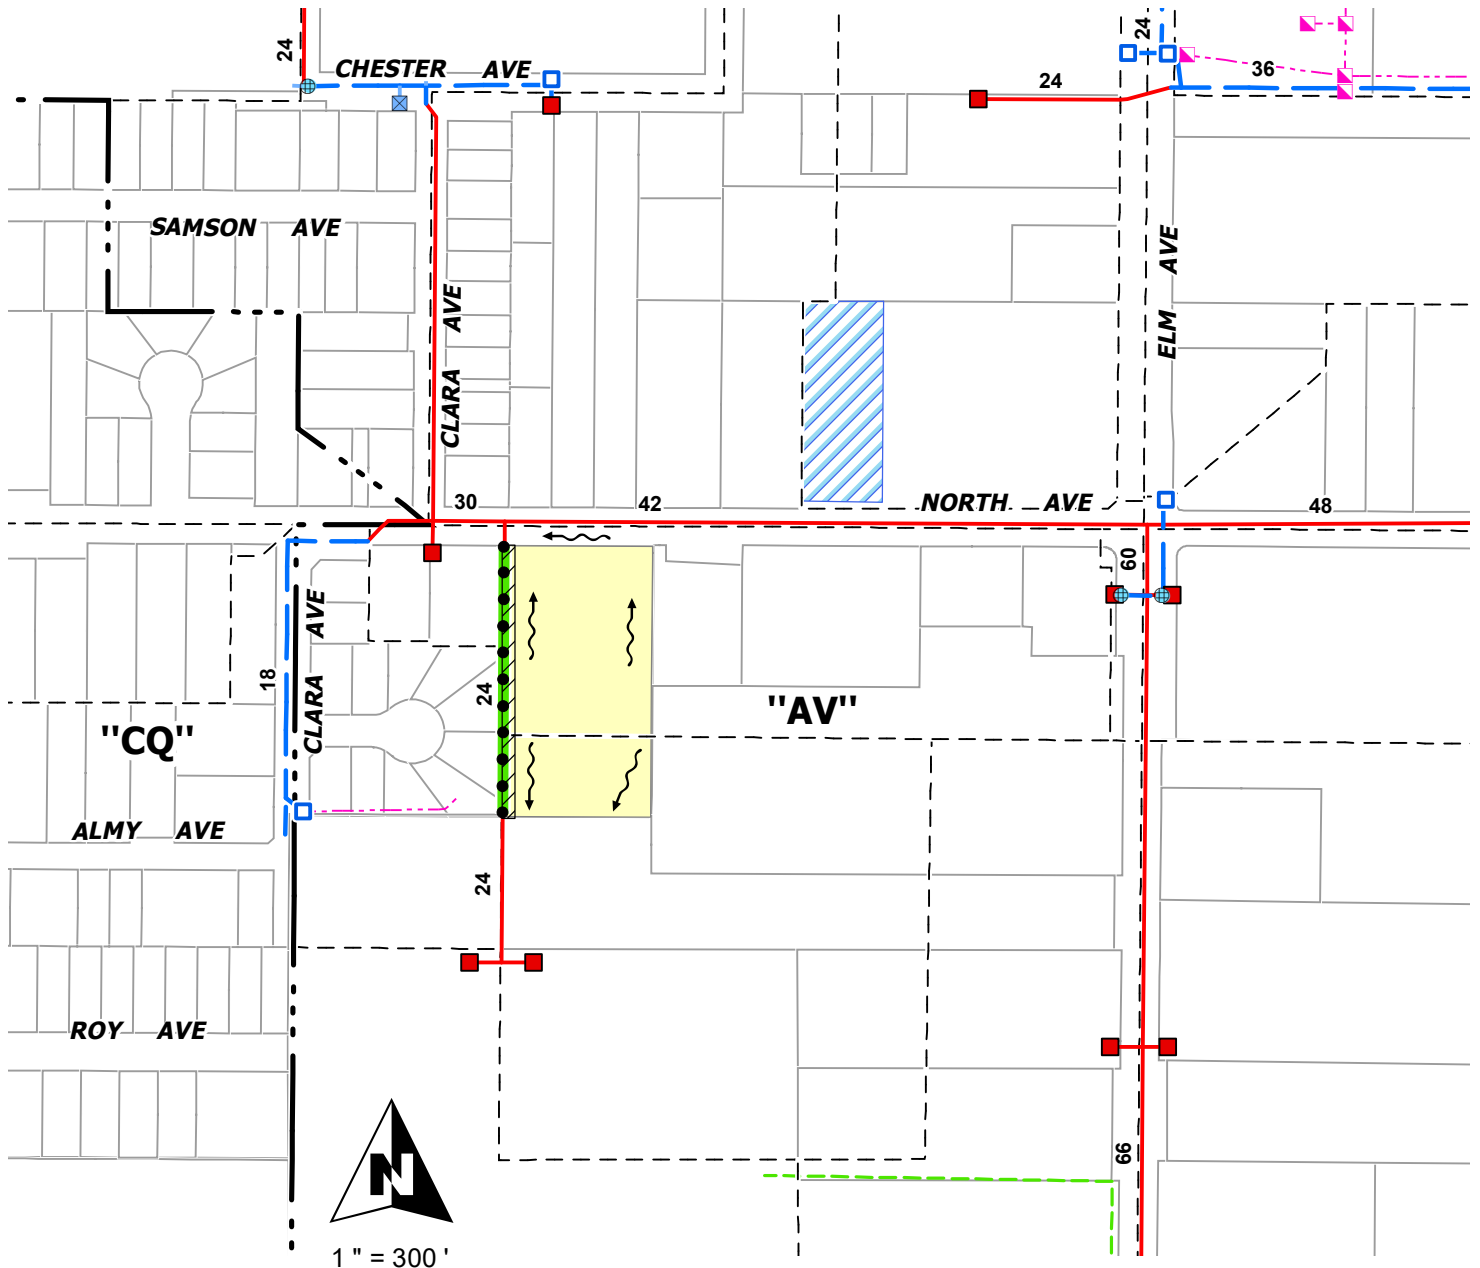 24
24
CHESTER AVE
24
36
SAMSON AVE
ELM AVE
CLARA AVE
30
42
NORTH AVE
48
60
CLARA AVE
18
24
"CQ"
"AV"
ALMY AVE
24
ROY AVE
66
N
1 " = 300 '